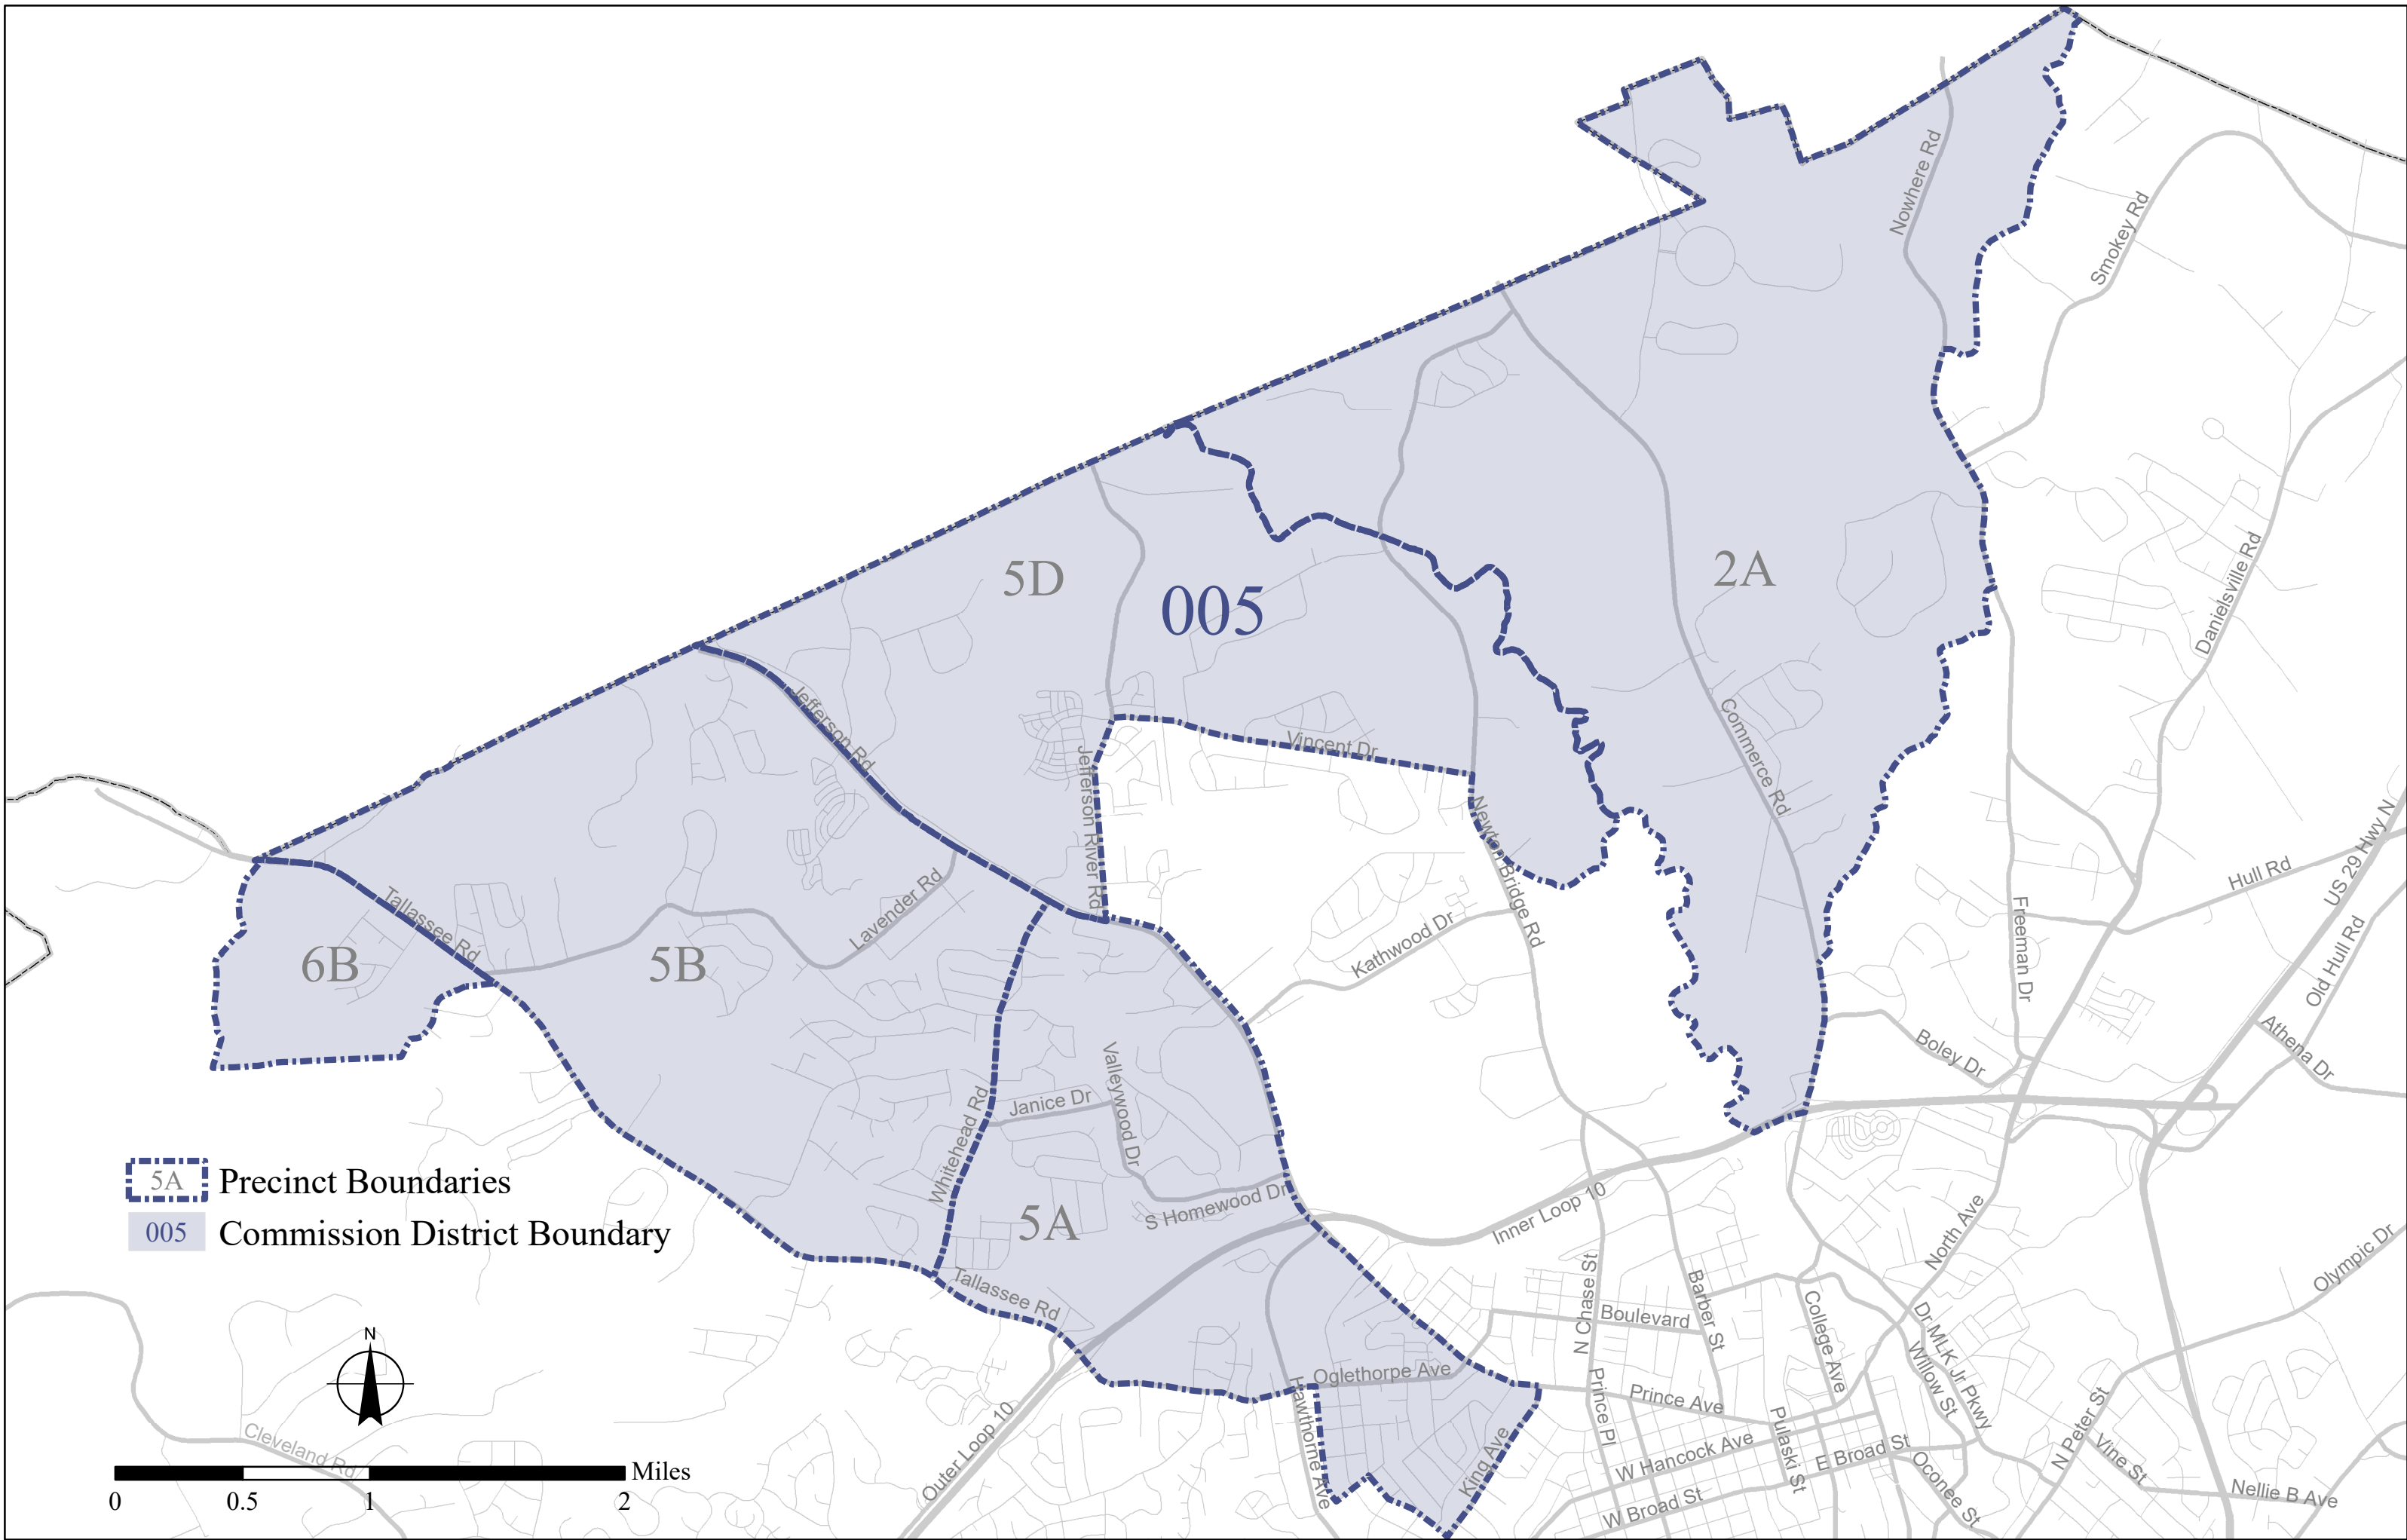 Nowhere Rd
Smokey Rd
5D
005
2A
Danielsville Rd
Jefferson Rd
Jefferson River Rd
Vincent Dr
Commerce Rd
Newton Bridge Rd
US 29 Hwy N
Hull Rd
Old Hull Rd
Freeman Dr
Tallassee Rd
Lavender Rd
6B
5B
Kathwood Dr
Boley Dr
Athena Dr
Valleywood Dr
Janice Dr
Whitehead Rd
S Homewood Dr
5A
Inner Loop 10
North Ave
Olympic Dr
5A Precinct Boundaries
005 Commission District Boundary
Tallassee Rd
N Chase St
Boulevard
Barber St
College Ave
Dr MLK Jr Pkwy
Willow St
N
Oglethorpe Ave
Hawthorne Ave
Prince Ave
Prince Pl
Pulaski St
W Hancock Ave
E Broad St
W Broad St
King Ave
Oconee St
N Peter St
Vine St
Nellie B Ave
Outer Loop 10
Cleveland Rd
Miles
0 0.5 1 2